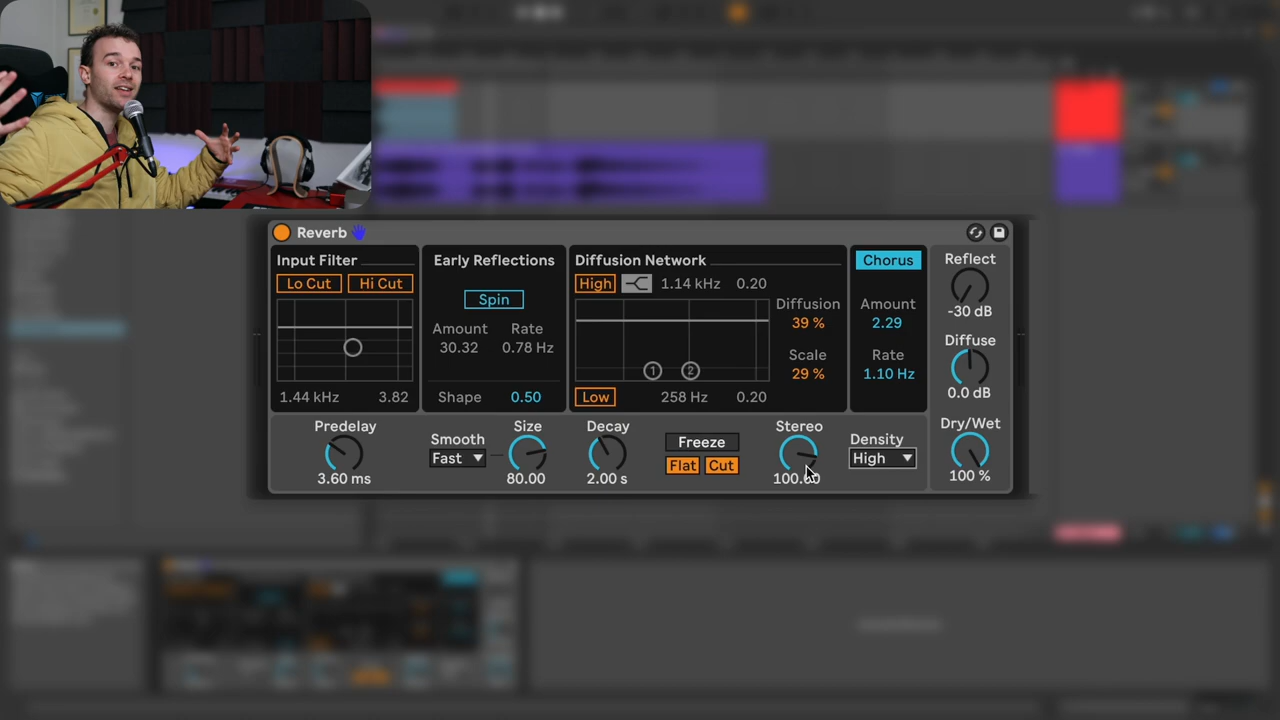 Reverb
Input Filter
Lo Cut Hi Cut
1.44 kHz 3.82
Early Reflections
Spin
Amount Rate
30.32 0.78 Hz
Shape 0.50
Diffusion Network
High 1.14 kHz 0.20
Diffusion
39 %
Scale
29 %
1 2
Low 258 Hz 0.20
Chorus
Amount
2.29
Rate
1.10 Hz
Reflect
-30 dB
Diffuse
0.0 dB
Dry/Wet
100 %
Predelay
3.60 ms
Smooth
Fast
Size
80.00
Decay
2.00 s
Freeze
Flat Cut
Stereo
100.00
Density
High